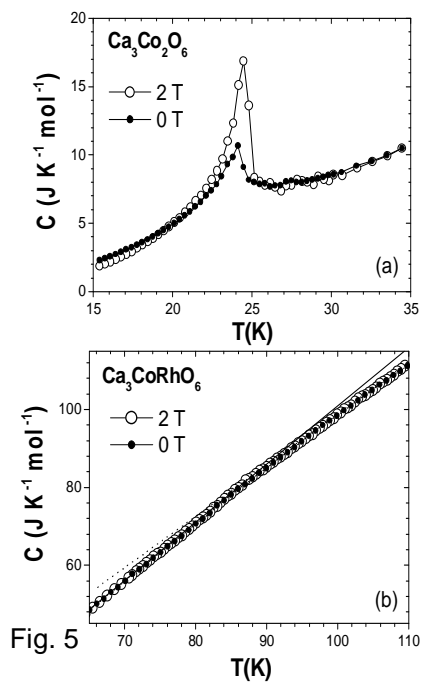 20
Ca₃Co₂O₆
2 T
0 T
15
10
5
0
C (J K⁻¹ mol⁻¹)
(a)
15 20 25 30 35
T(K)
Ca₃CoRhO₆
2 T
0 T
100
80
60
C (J K⁻¹ mol⁻¹)
(b)
Fig. 5
70 80 90 100 110
T(K)